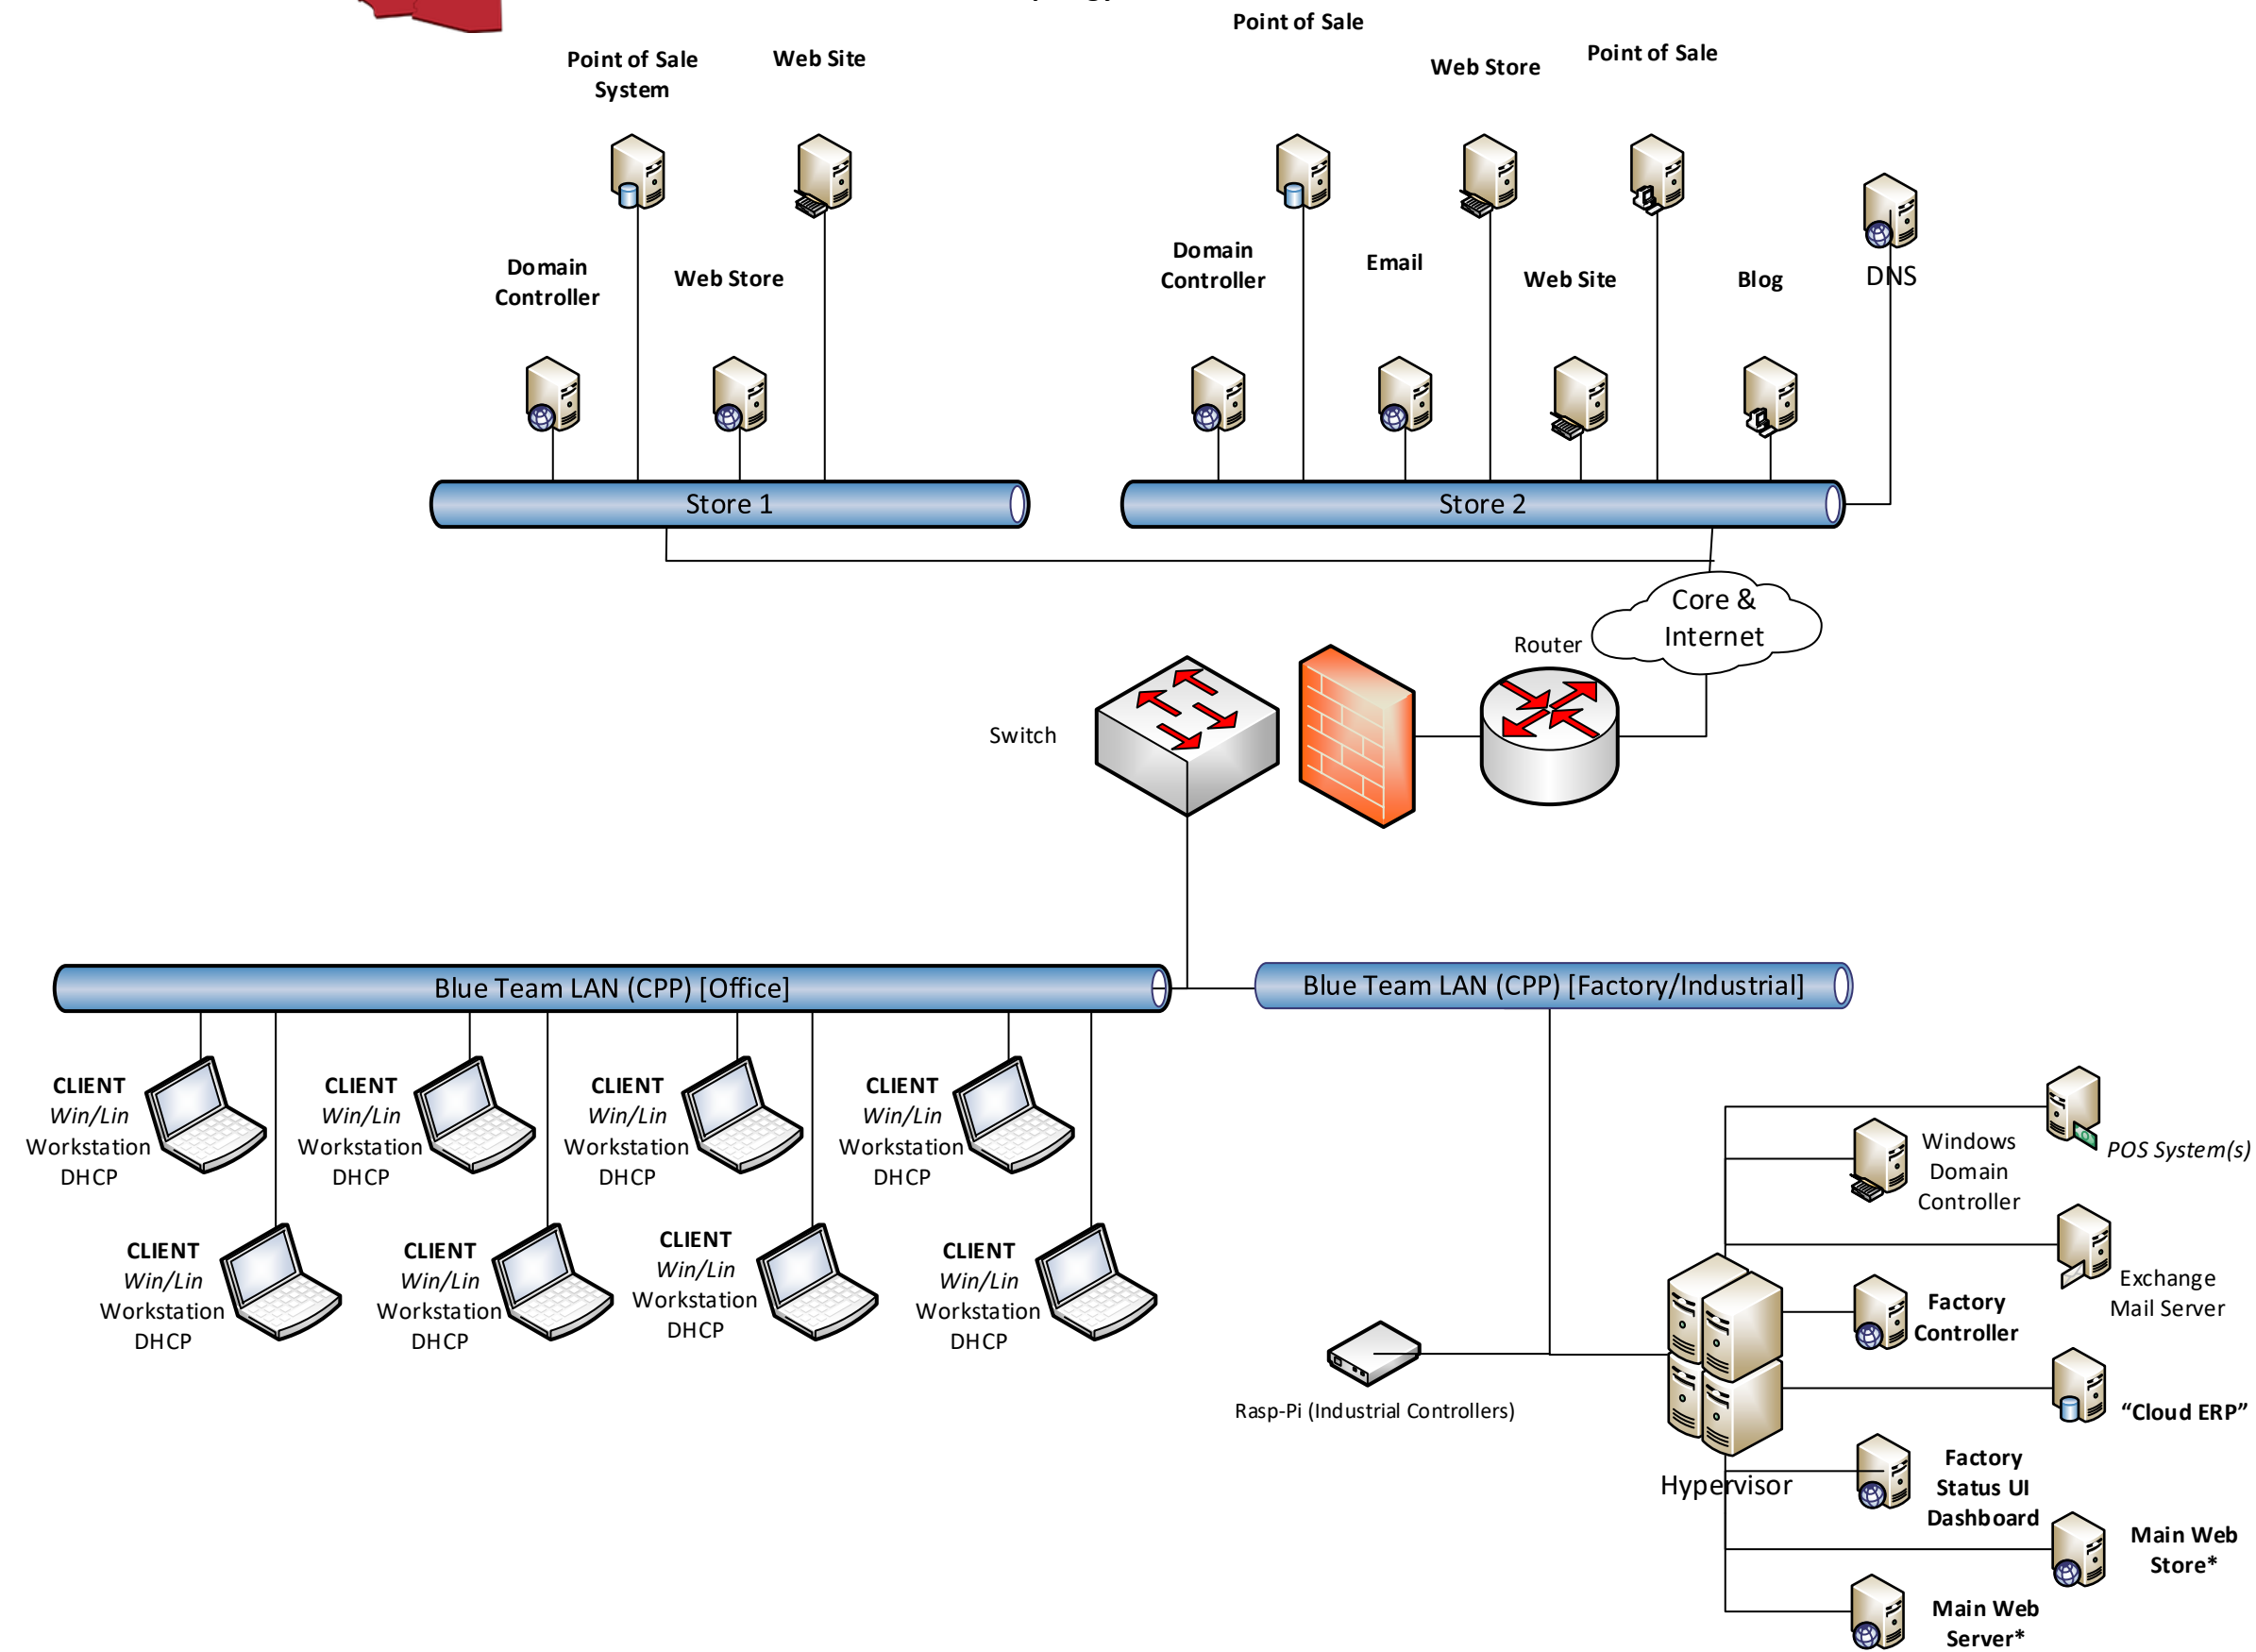 Point of Sale
Point of Sale
System
Web Site
Web Store
Point of Sale
Domain
Controller
Web Store
Domain
Controller
Email
Web Site
Blog
DNS
Store 1
Store 2
Core &
Internet
Router
Switch
Blue Team LAN (CPP) [Office]
Blue Team LAN (CPP) [Factory/Industrial]
CLIENT
Win/Lin
Workstation
DHCP
CLIENT
Win/Lin
Workstation
DHCP
CLIENT
Win/Lin
Workstation
DHCP
CLIENT
Win/Lin
Workstation
DHCP
CLIENT
Win/Lin
Workstation
DHCP
CLIENT
Win/Lin
Workstation
DHCP
CLIENT
Win/Lin
Workstation
DHCP
CLIENT
Win/Lin
Workstation
DHCP
POS System(s)
Windows
Domain
Controller
Exchange
Mail Server
Factory
Controller
Rasp-Pi (Industrial Controllers)
“Cloud ERP”
Hypervisor
Factory
Status UI
Dashboard
Main Web
Store*
Main Web
Server*